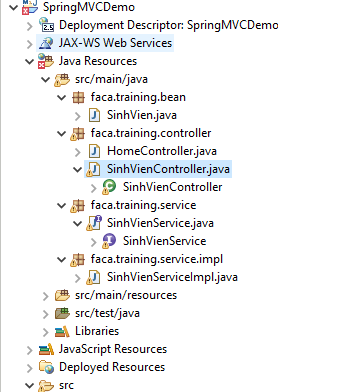 SpringMVCDemo
Deployment Descriptor: SpringMVCDemo
JAX-WS Web Services
Java Resources
src/main/java
faca.training.bean
SinhVien.java
faca.training.controller
HomeController.java
SinhVienController.java
SinhVienController
faca.training.service
SinhVienService.java
SinhVienService
faca.training.service.impl
SinhVienServiceImpl.java
src/main/resources
src/test/java
Libraries
JavaScript Resources
Deployed Resources
src